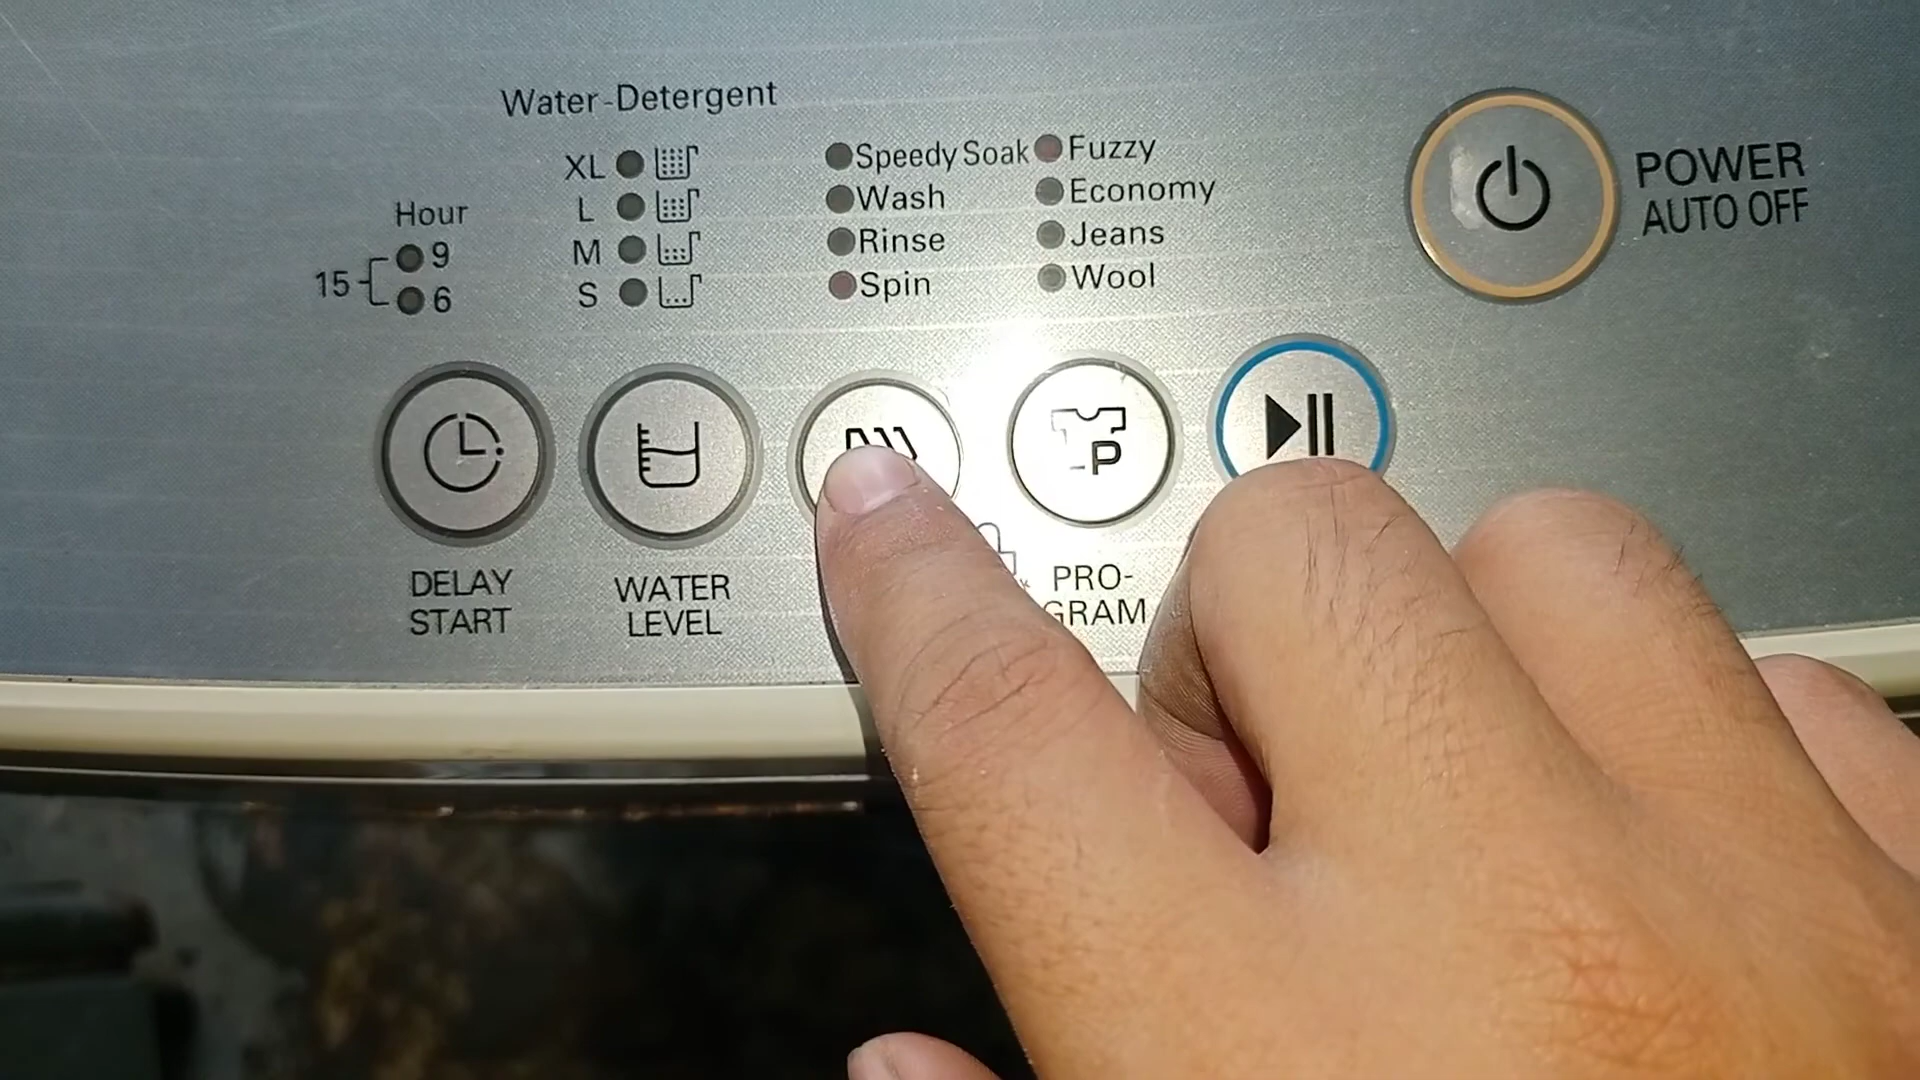 Water-Detergent
XL
L
M
S
Hour
9
15
6
Speedy Soak
Wash
Rinse
Spin
Fuzzy
Economy
Jeans
Wool
POWER
AUTO OFF
P
DELAY
START
WATER
LEVEL
PRO-
GRAM